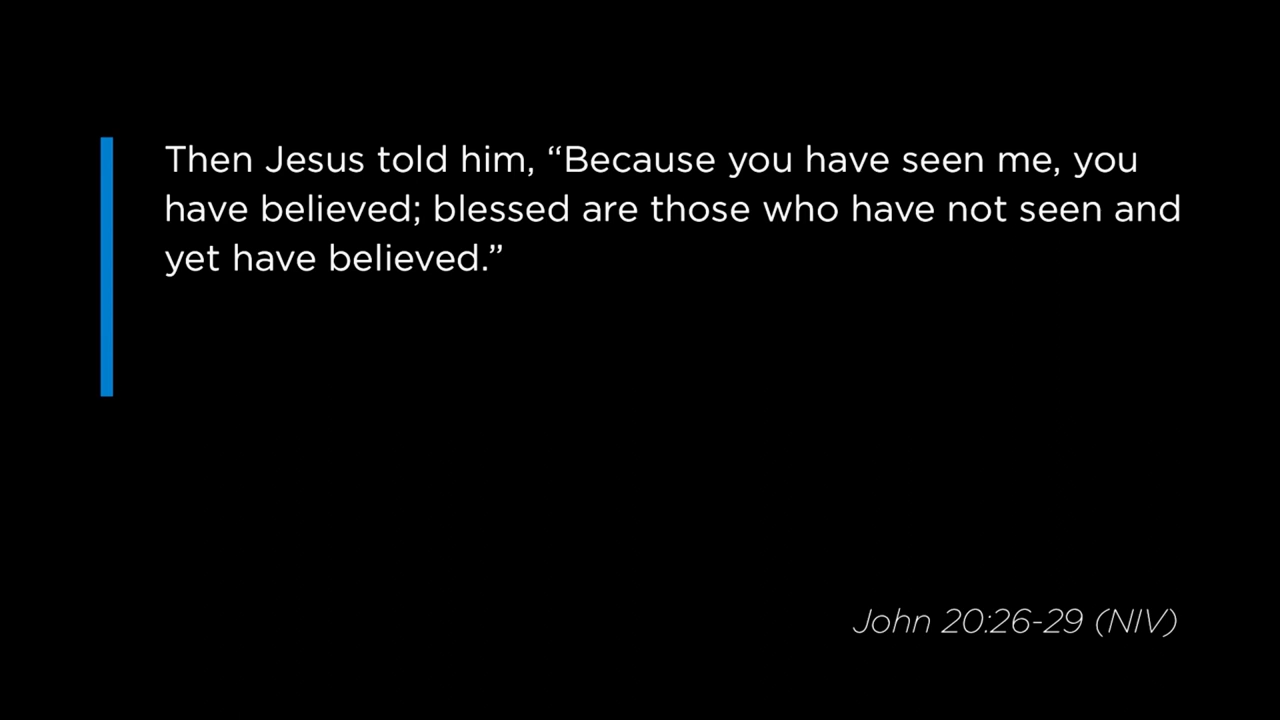 Then Jesus told him, “Because you have seen me, you
have believed; blessed are those who have not seen and
yet have believed.”
John 20:26-29 (NIV)